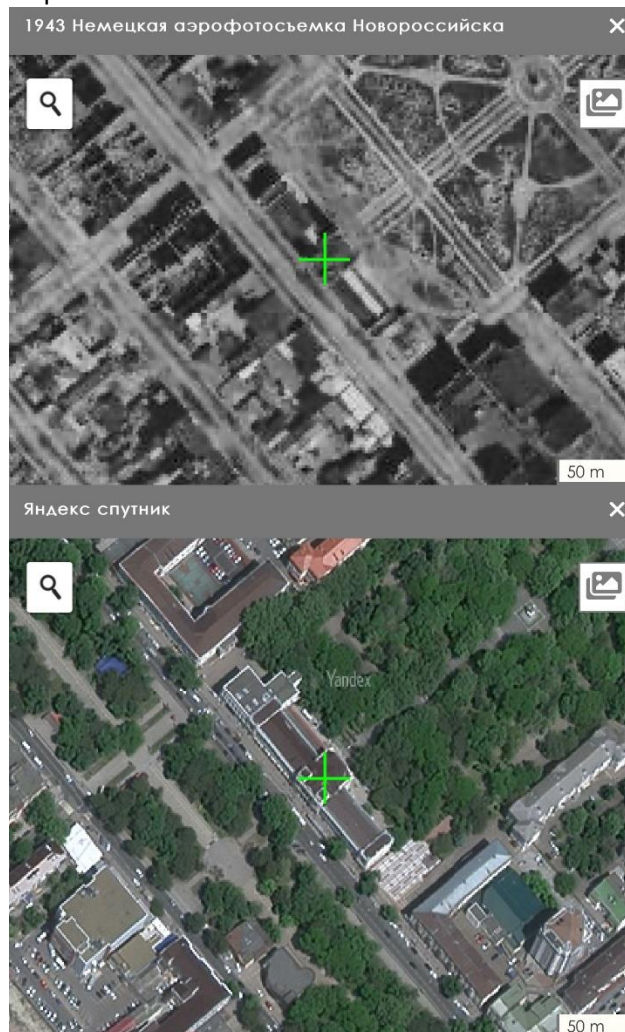 1943 Немецкая аэрофотосъемка Новороссийска
50 m
Яндекс спутник
Yandex
50 m